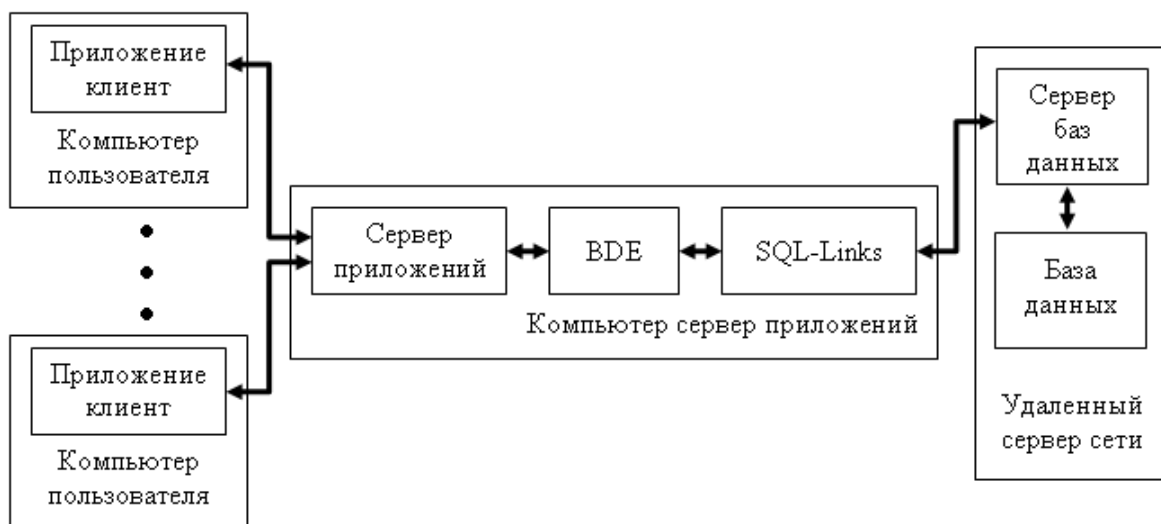 Приложение
клиент
Компьютер
пользователя
Приложение
клиент
Компьютер
пользователя
Сервер
приложений
BDE
SQL-Links
Компьютер сервер приложений
Сервер
баз
данных
База
данных
Удаленный
сервер сети